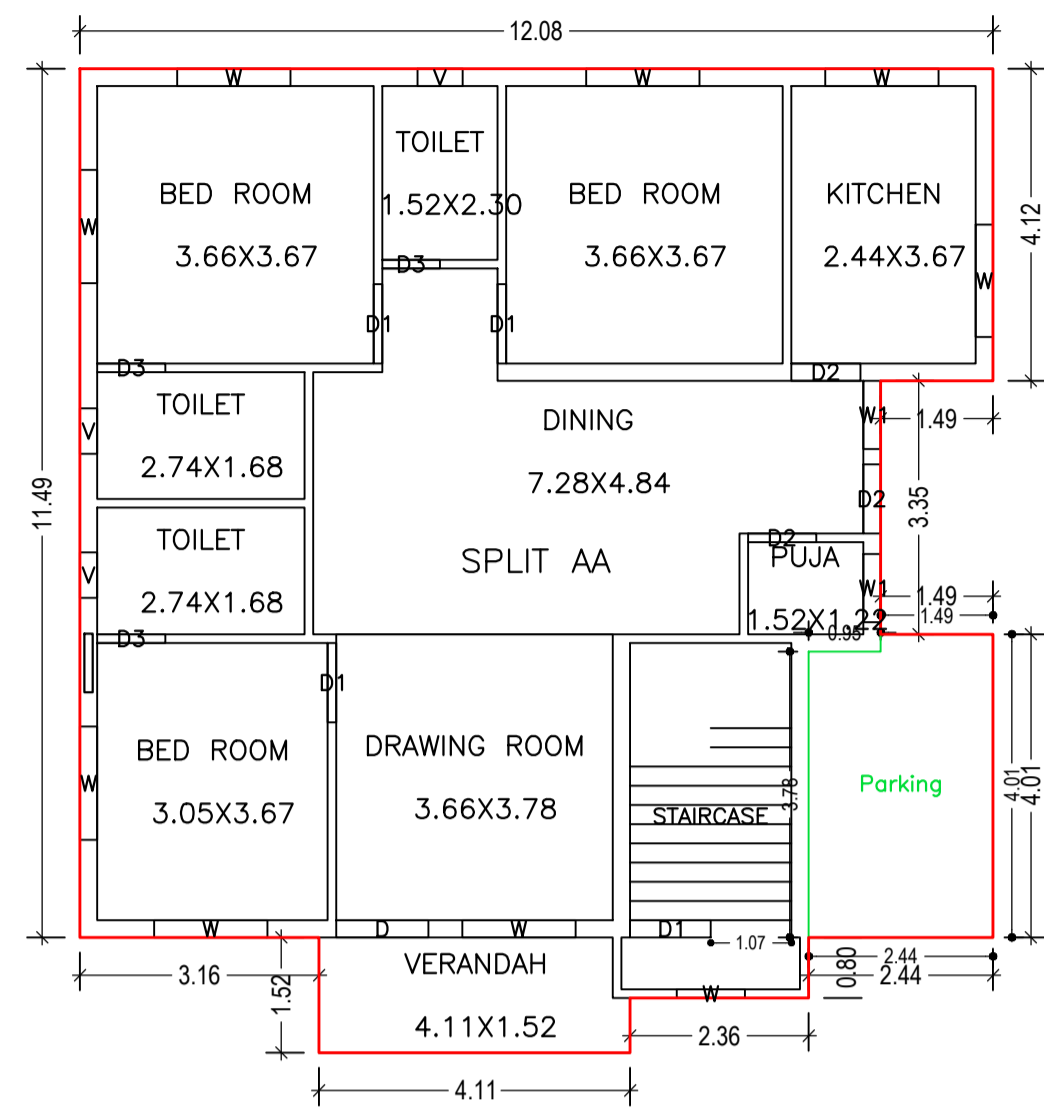 12.08
W
V
W
W
TOILET
BED ROOM
BED ROOM
KITCHEN
1.52X2.30
4.12
W
3.66X3.67
3.66X3.67
2.44X3.67
D3
W
D1
D1
D3
D2
TOILET
DINING
W1
1.49
V
2.74X1.68
7.28X4.84
11.49
D2
3.35
TOILET
D2
PUJA
SPLIT AA
V
W1
1.49
2.74X1.68
1.52X1.22
1.49
0.95
D3
D1
BED ROOM
DRAWING ROOM
W
Parking
4.01
4.01
3.78
3.05X3.67
3.66X3.78
STAIRCASE
W
D
W
D1
1.07
VERANDAH
2.44
3.16
0.80
2.44
1.52
W
4.11X1.52
2.36
4.11